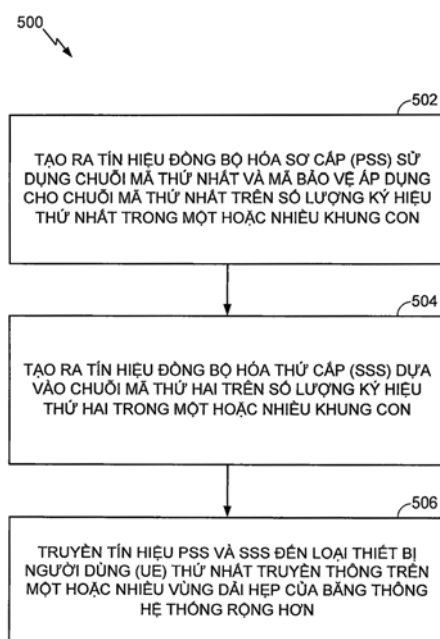 500
502
TẠO RA TÍN HIỆU ĐỒNG BỘ HÓA SƠ CẤP (PSS) SỬ
DỤNG CHUỖI MÃ THỨ NHẤT VÀ MÃ BẢO VỆ ÁP DỤNG
CHO CHUỖI MÃ THỨ NHẤT TRÊN SỐ LƯỢNG KÝ HIỆU
THỨ NHẤT TRONG MỘT HOẶC NHIỀU KHUNG CON
504
TẠO RA TÍN HIỆU ĐỒNG BỘ HÓA THỨ CẤP (SSS) DỰA
VÀO CHUỖI MÃ THỨ HAI TRÊN SỐ LƯỢNG KÝ HIỆU
THỨ HAI TRONG MỘT HOẶC NHIỀU KHUNG CON
506
TRUYỀN TÍN HIỆU PSS VÀ SSS ĐẾN LOẠI THIẾT BỊ
NGƯỜI DÙNG (UE) THỨ NHẤT TRUYỀN THÔNG TRÊN
MỘT HOẶC NHIỀU VÙNG DẢI HẸP CỦA BĂNG THÔNG
HỆ THỐNG RỘNG HƠN